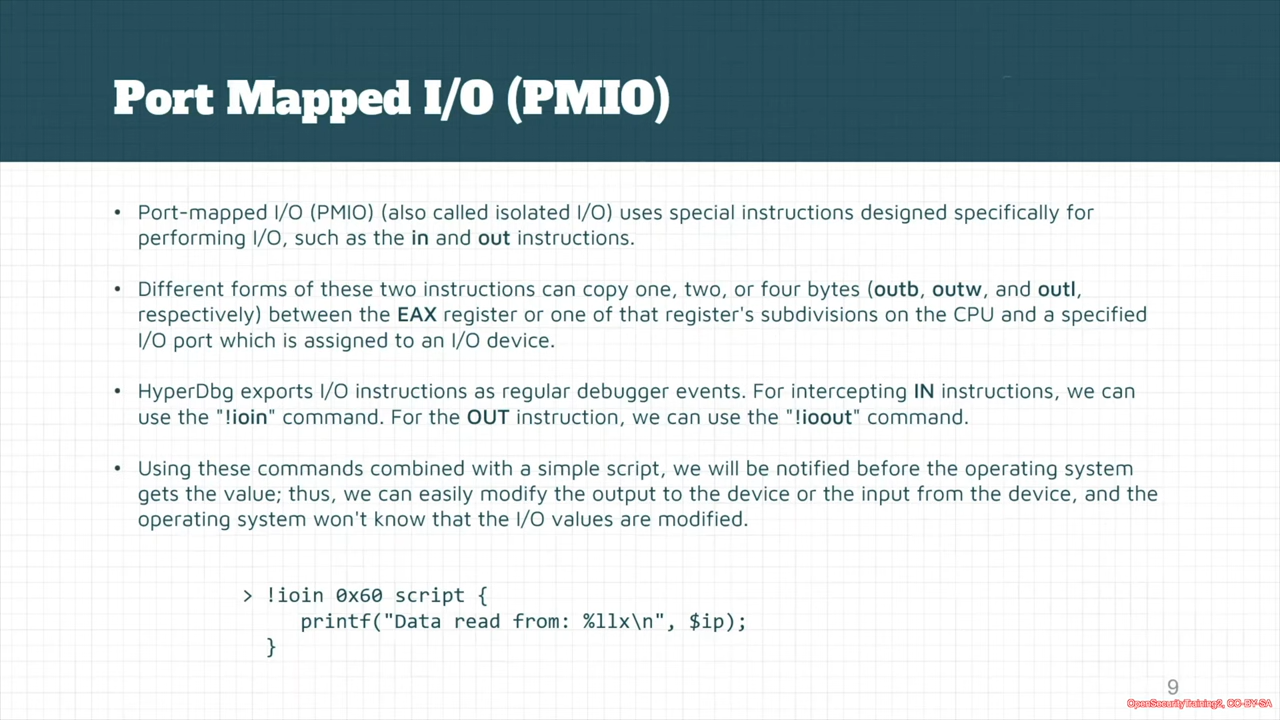 Port Mapped I/O (PMIO)
• Port-mapped I/O (PMIO) (also called isolated I/O) uses special instructions designed specifically for
performing I/O, such as the in and out instructions.
• Different forms of these two instructions can copy one, two, or four bytes (outb, outw, and outl,
respectively) between the EAX register or one of that register's subdivisions on the CPU and a specified
I/O port which is assigned to an I/O device.
• HyperDbg exports I/O instructions as regular debugger events. For intercepting IN instructions, we can
use the "!ioin" command. For the OUT instruction, we can use the "!ioout" command.
• Using these commands combined with a simple script, we will be notified before the operating system
gets the value; thus, we can easily modify the output to the device or the input from the device, and the
operating system won't know that the I/O values are modified.
> !ioin 0x60 script {
printf("Data read from: %llx\n", $ip);
}
9
OpenSecurityTraining2, CC-BY-SA